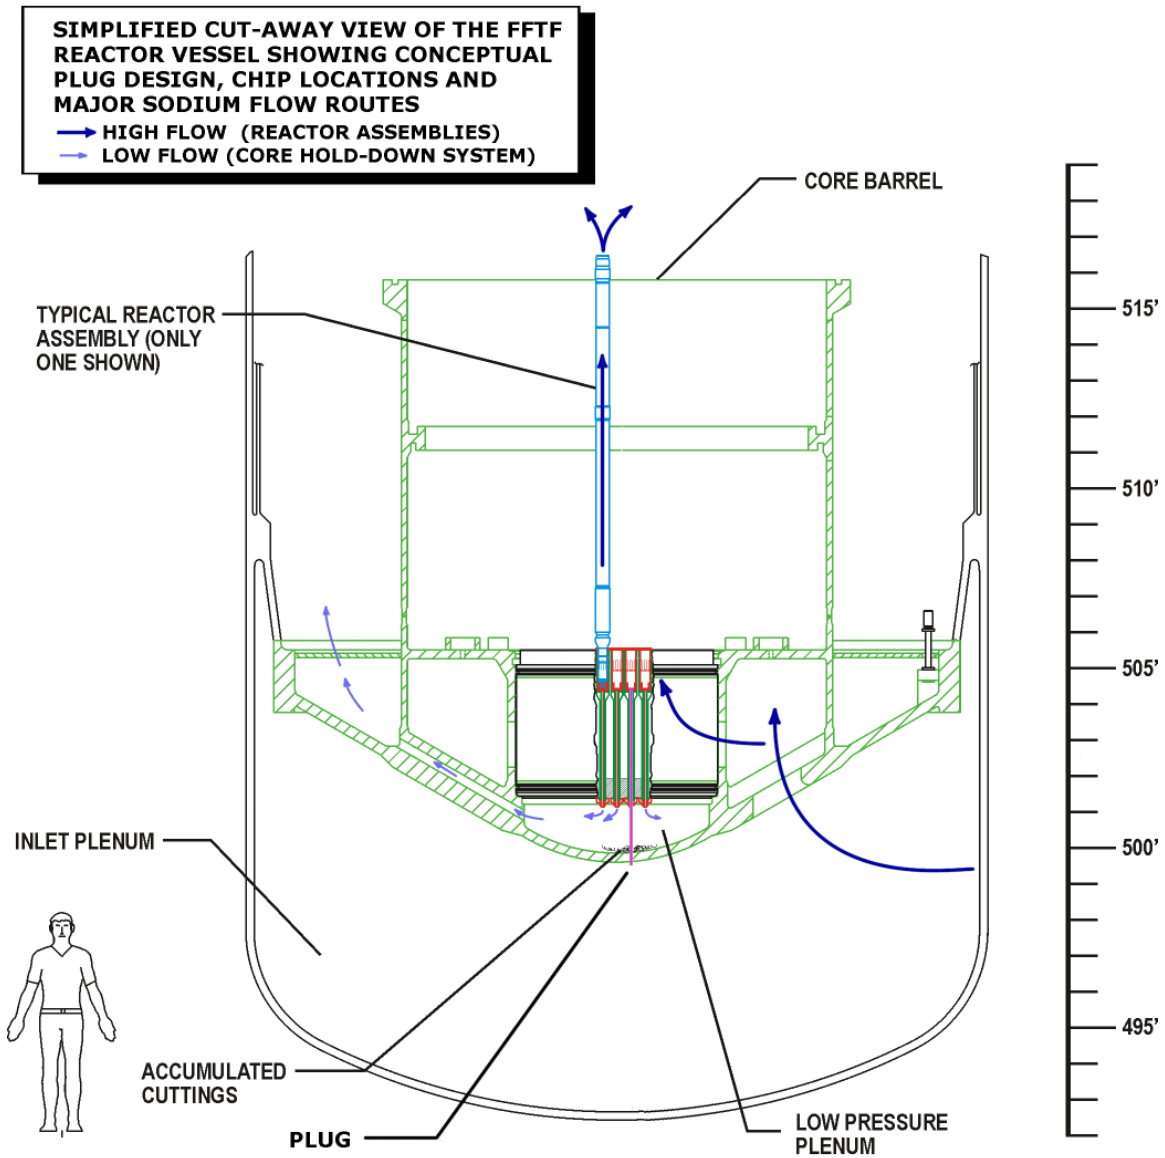 SIMPLIFIED CUT-AWAY VIEW OF THE FFTF
REACTOR VESSEL SHOWING CONCEPTUAL
PLUG DESIGN, CHIP LOCATIONS AND
MAJOR SODIUM FLOW ROUTES
HIGH FLOW (REACTOR ASSEMBLIES)
LOW FLOW (CORE HOLD-DOWN SYSTEM)
CORE BARREL
TYPICAL REACTOR
ASSEMBLY (ONLY
ONE SHOWN)
515'
510'
505'
500'
495'
INLET PLENUM
ACCUMULATED
CUTTINGS
PLUG
LOW PRESSURE
PLENUM